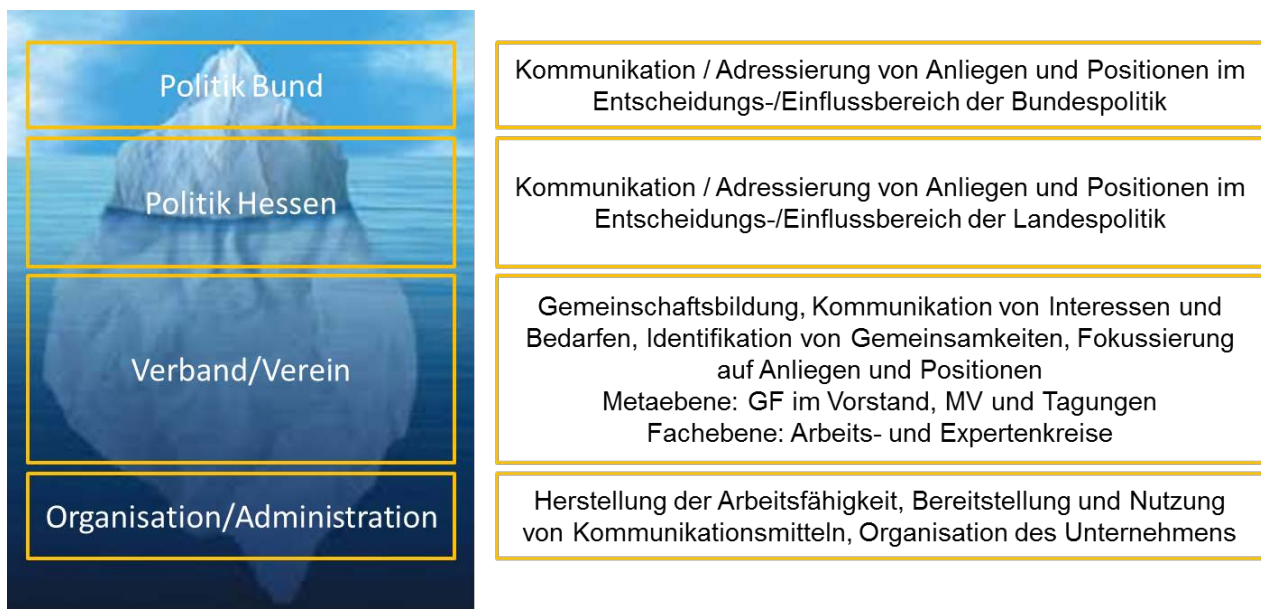 Politik Bund
Kommunikation / Adressierung von Anliegen und Positionen im
Entscheidungs-/Einflussbereich der Bundespolitik
Politik Hessen
Kommunikation / Adressierung von Anliegen und Positionen im
Entscheidungs-/Einflussbereich der Landespolitik
Verband/Verein
Gemeinschaftsbildung, Kommunikation von Interessen und
Bedarfen, Identifikation von Gemeinsamkeiten, Fokussierung
auf Anliegen und Positionen
Metaebene: GF im Vorstand, MV und Tagungen
Fachebene: Arbeits- und Expertenkreise
Organisation/Administration
Herstellung der Arbeitsfähigkeit, Bereitstellung und Nutzung
von Kommunikationsmitteln, Organisation des Unternehmens